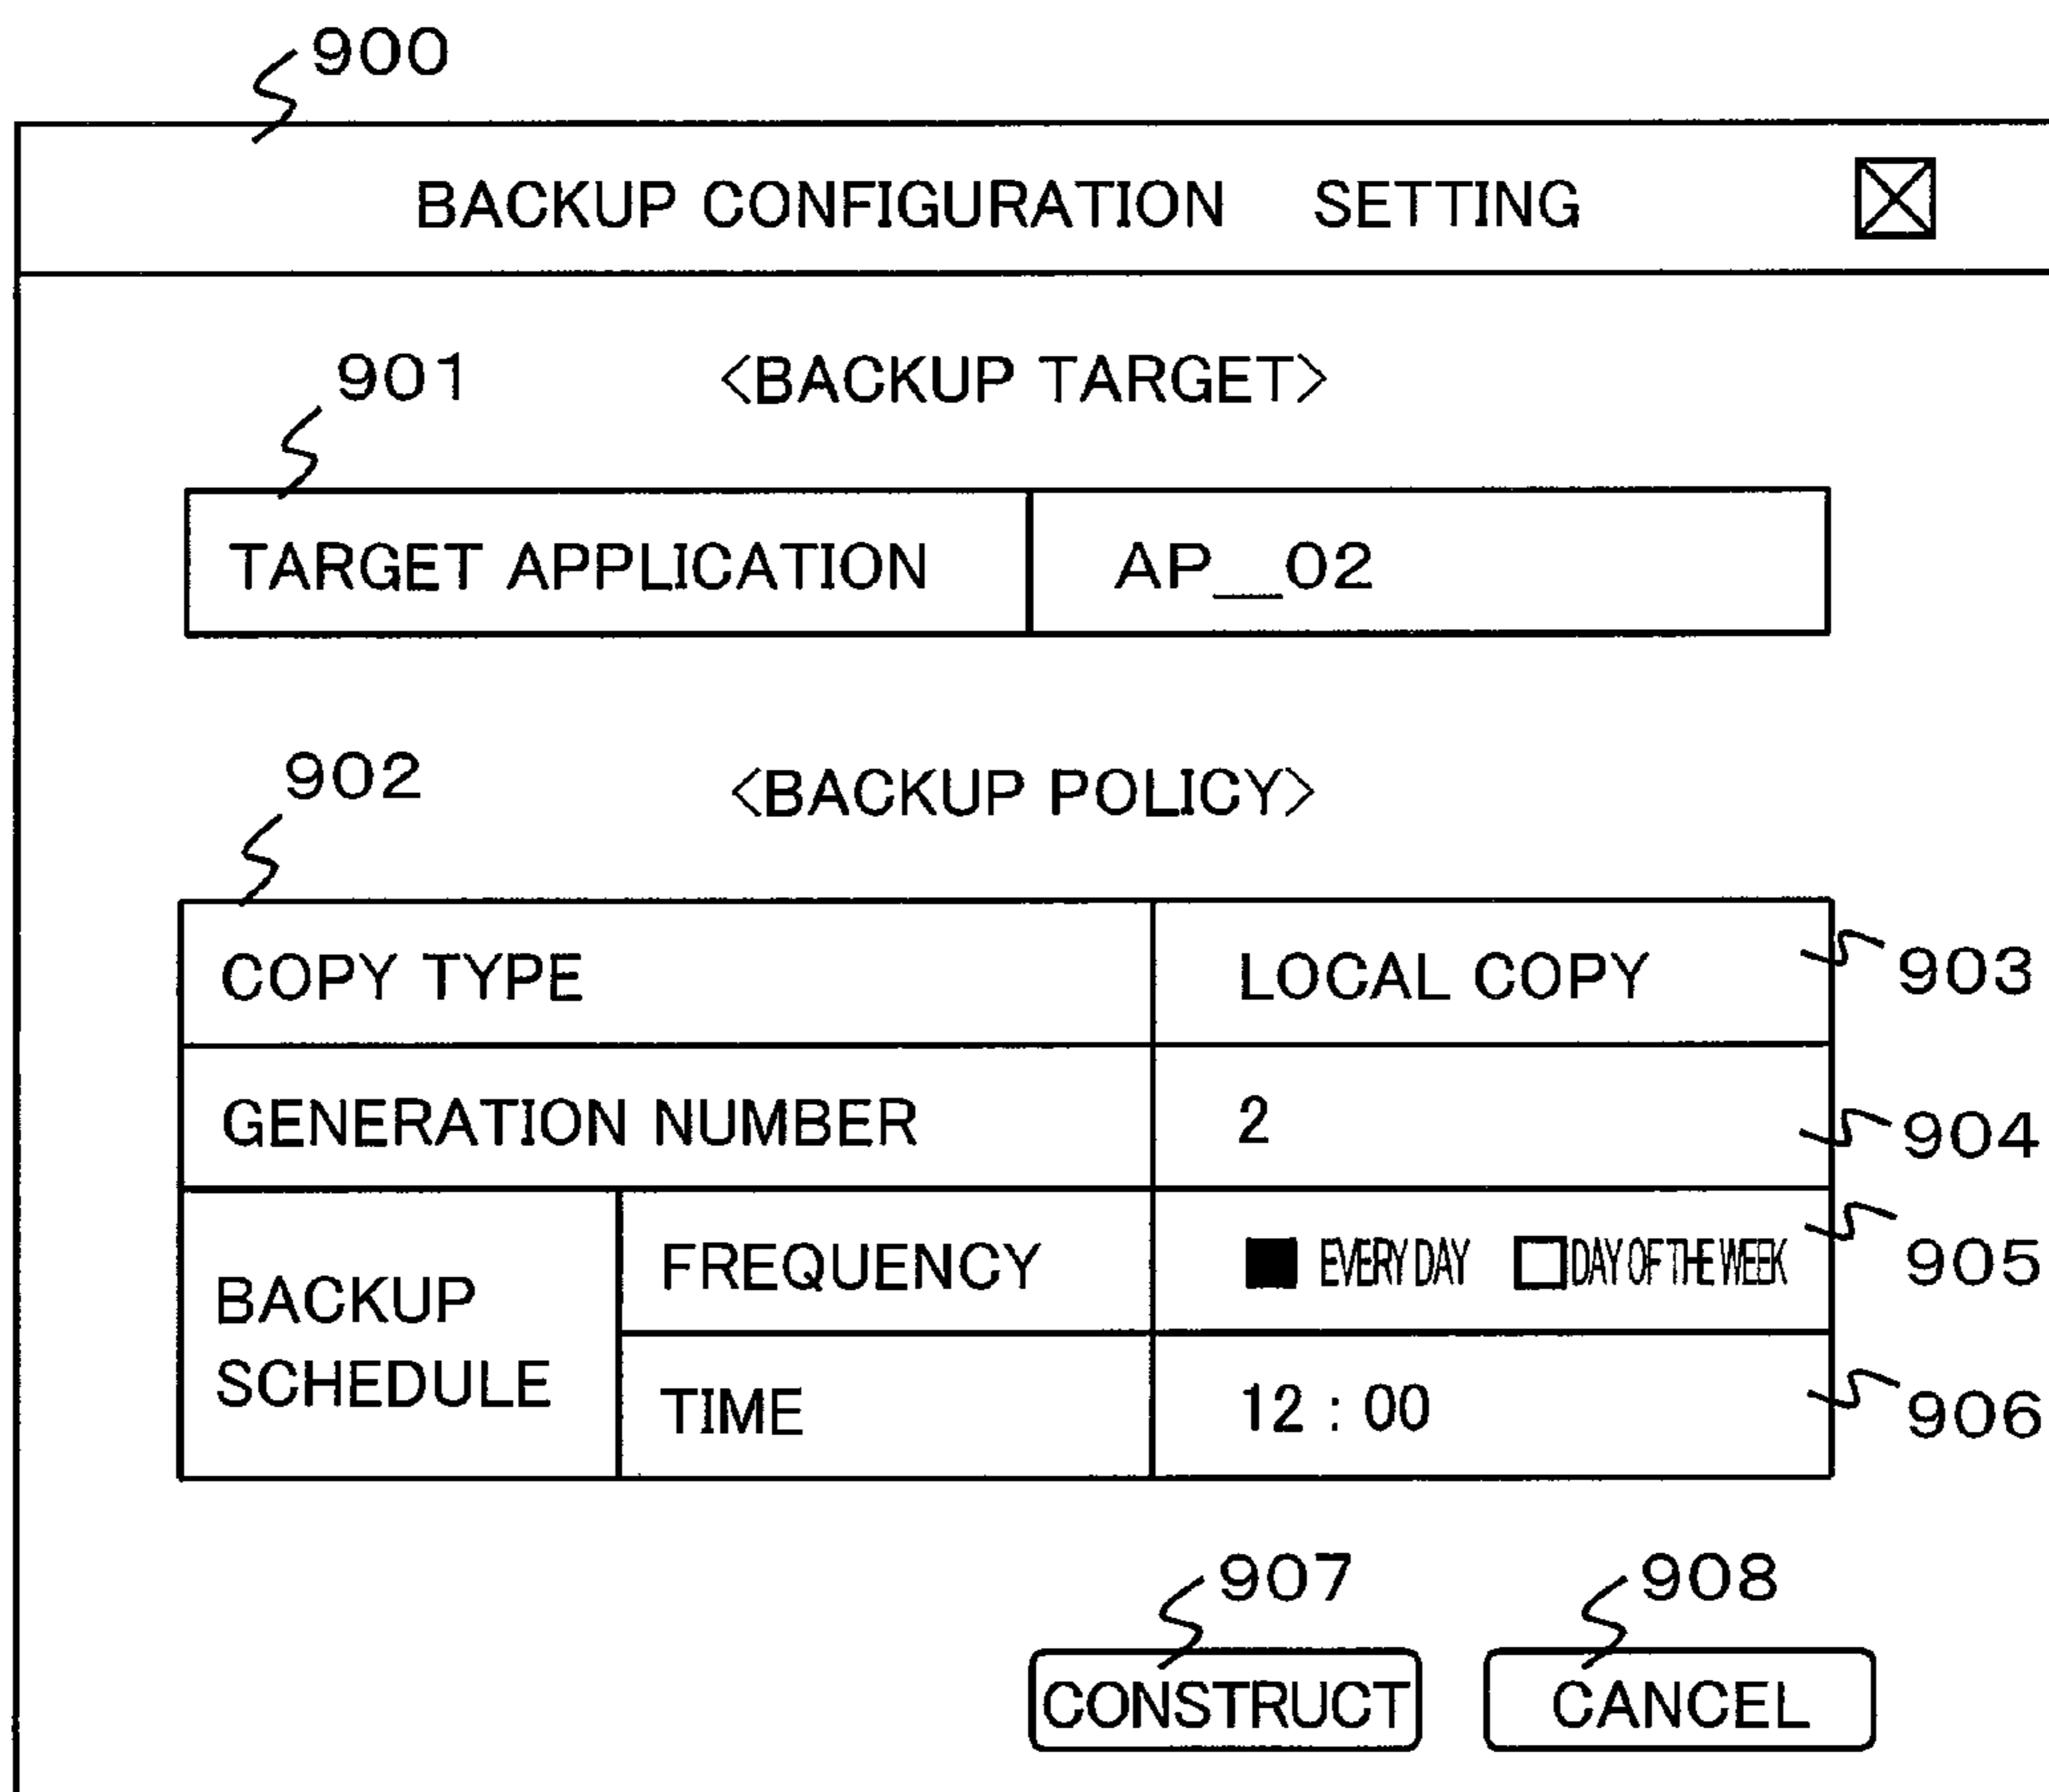 900
BACKUP CONFIGURATION SETTING
901
<BACKUP TARGET>
TARGET APPLICATION AP__02
902
<BACKUP POLICY>
COPY TYPE LOCAL COPY 903
GENERATION NUMBER 2 904
BACKUP SCHEDULE
FREQUENCY ■ EVERY DAY □ DAY OF THE WEEK 905
TIME 12 : 00 906
907 908
CONSTRUCT CANCEL